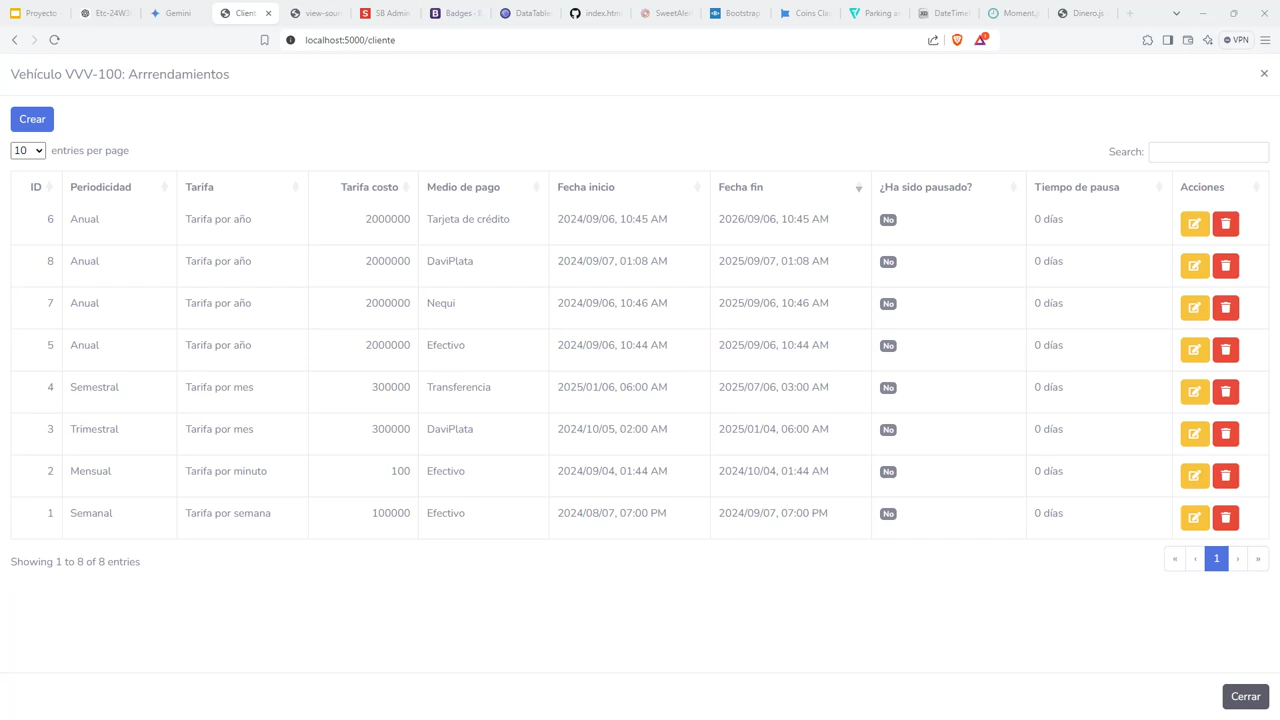 Proyecto
Etc-24W3
Gemini
Client
view-sour
SB Admin
Badges - B
DataTable
index.htm
SweetAler
Bootstrap
Coins Cla
Parking a
DateTime
Moment.j
Dinero.js
localhost:5000/cliente
VPN
Vehículo VVV-100: Arrrendamientos
Crear
10 entries per page
Search:
ID Periodicidad Tarifa Tarifa costo Medio de pago Fecha inicio Fecha fin ¿Ha sido pausado? Tiempo de pausa Acciones
6 Anual Tarifa por año 2000000 Tarjeta de crédito 2024/09/06, 10:45 AM 2026/09/06, 10:45 AM No 0 días
8 Anual Tarifa por año 2000000 DaviPlata 2024/09/07, 01:08 AM 2025/09/07, 01:08 AM No 0 días
7 Anual Tarifa por año 2000000 Nequi 2024/09/06, 10:46 AM 2025/09/06, 10:46 AM No 0 días
5 Anual Tarifa por año 2000000 Efectivo 2024/09/06, 10:44 AM 2025/09/06, 10:44 AM No 0 días
4 Semestral Tarifa por mes 300000 Transferencia 2025/01/06, 06:00 AM 2025/07/06, 03:00 AM No 0 días
3 Trimestral Tarifa por mes 300000 DaviPlata 2024/10/05, 02:00 AM 2025/01/04, 06:00 AM No 0 días
2 Mensual Tarifa por minuto 100 Efectivo 2024/09/04, 01:44 AM 2024/10/04, 01:44 AM No 0 días
1 Semanal Tarifa por semana 100000 Efectivo 2024/08/07, 07:00 PM 2024/09/07, 07:00 PM No 0 días
Showing 1 to 8 of 8 entries
« ‹ 1 › »
Cerrar